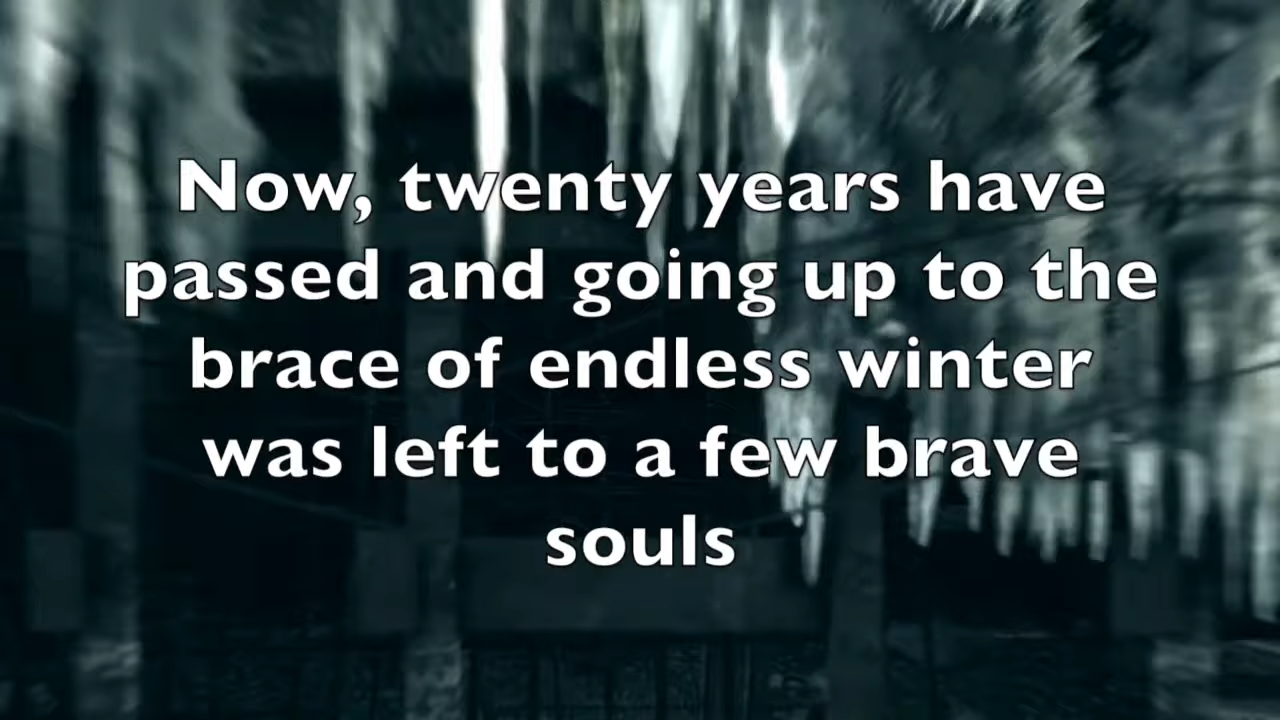 Now, twenty years have
passed and going up to the
brace of endless winter
was left to a few brave
souls